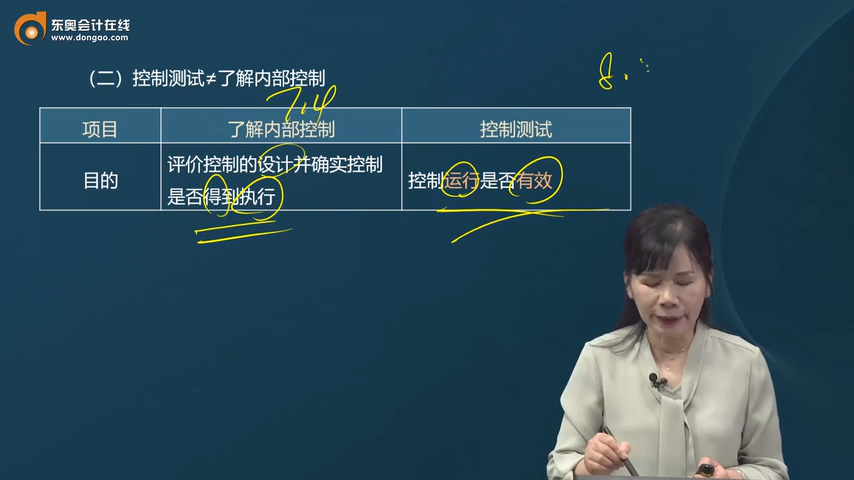 东奥会计在线
www.dongao.com
（二）控制测试≠了解内部控制
7.4
8.
项目 了解内部控制 控制测试
目的 评价控制的设计并确实控制是否得到执行 控制运行是否有效